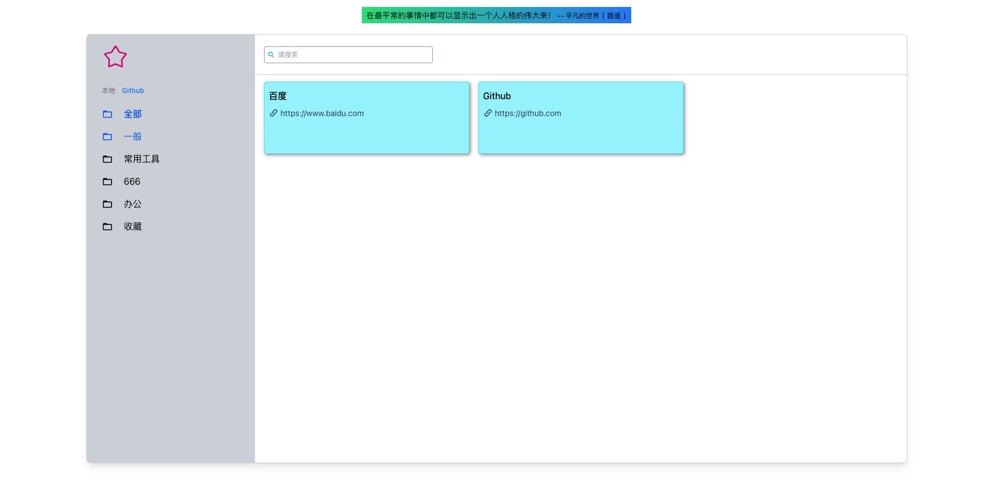 在最平常的事情中都可以显示出一个人人格的伟大来! -- 平凡的世界 [ 路遥 ]
请搜索
本地 Github
全部
一般
常用工具
666
办公
收藏
百度
https://www.baidu.com
Github
https://github.com